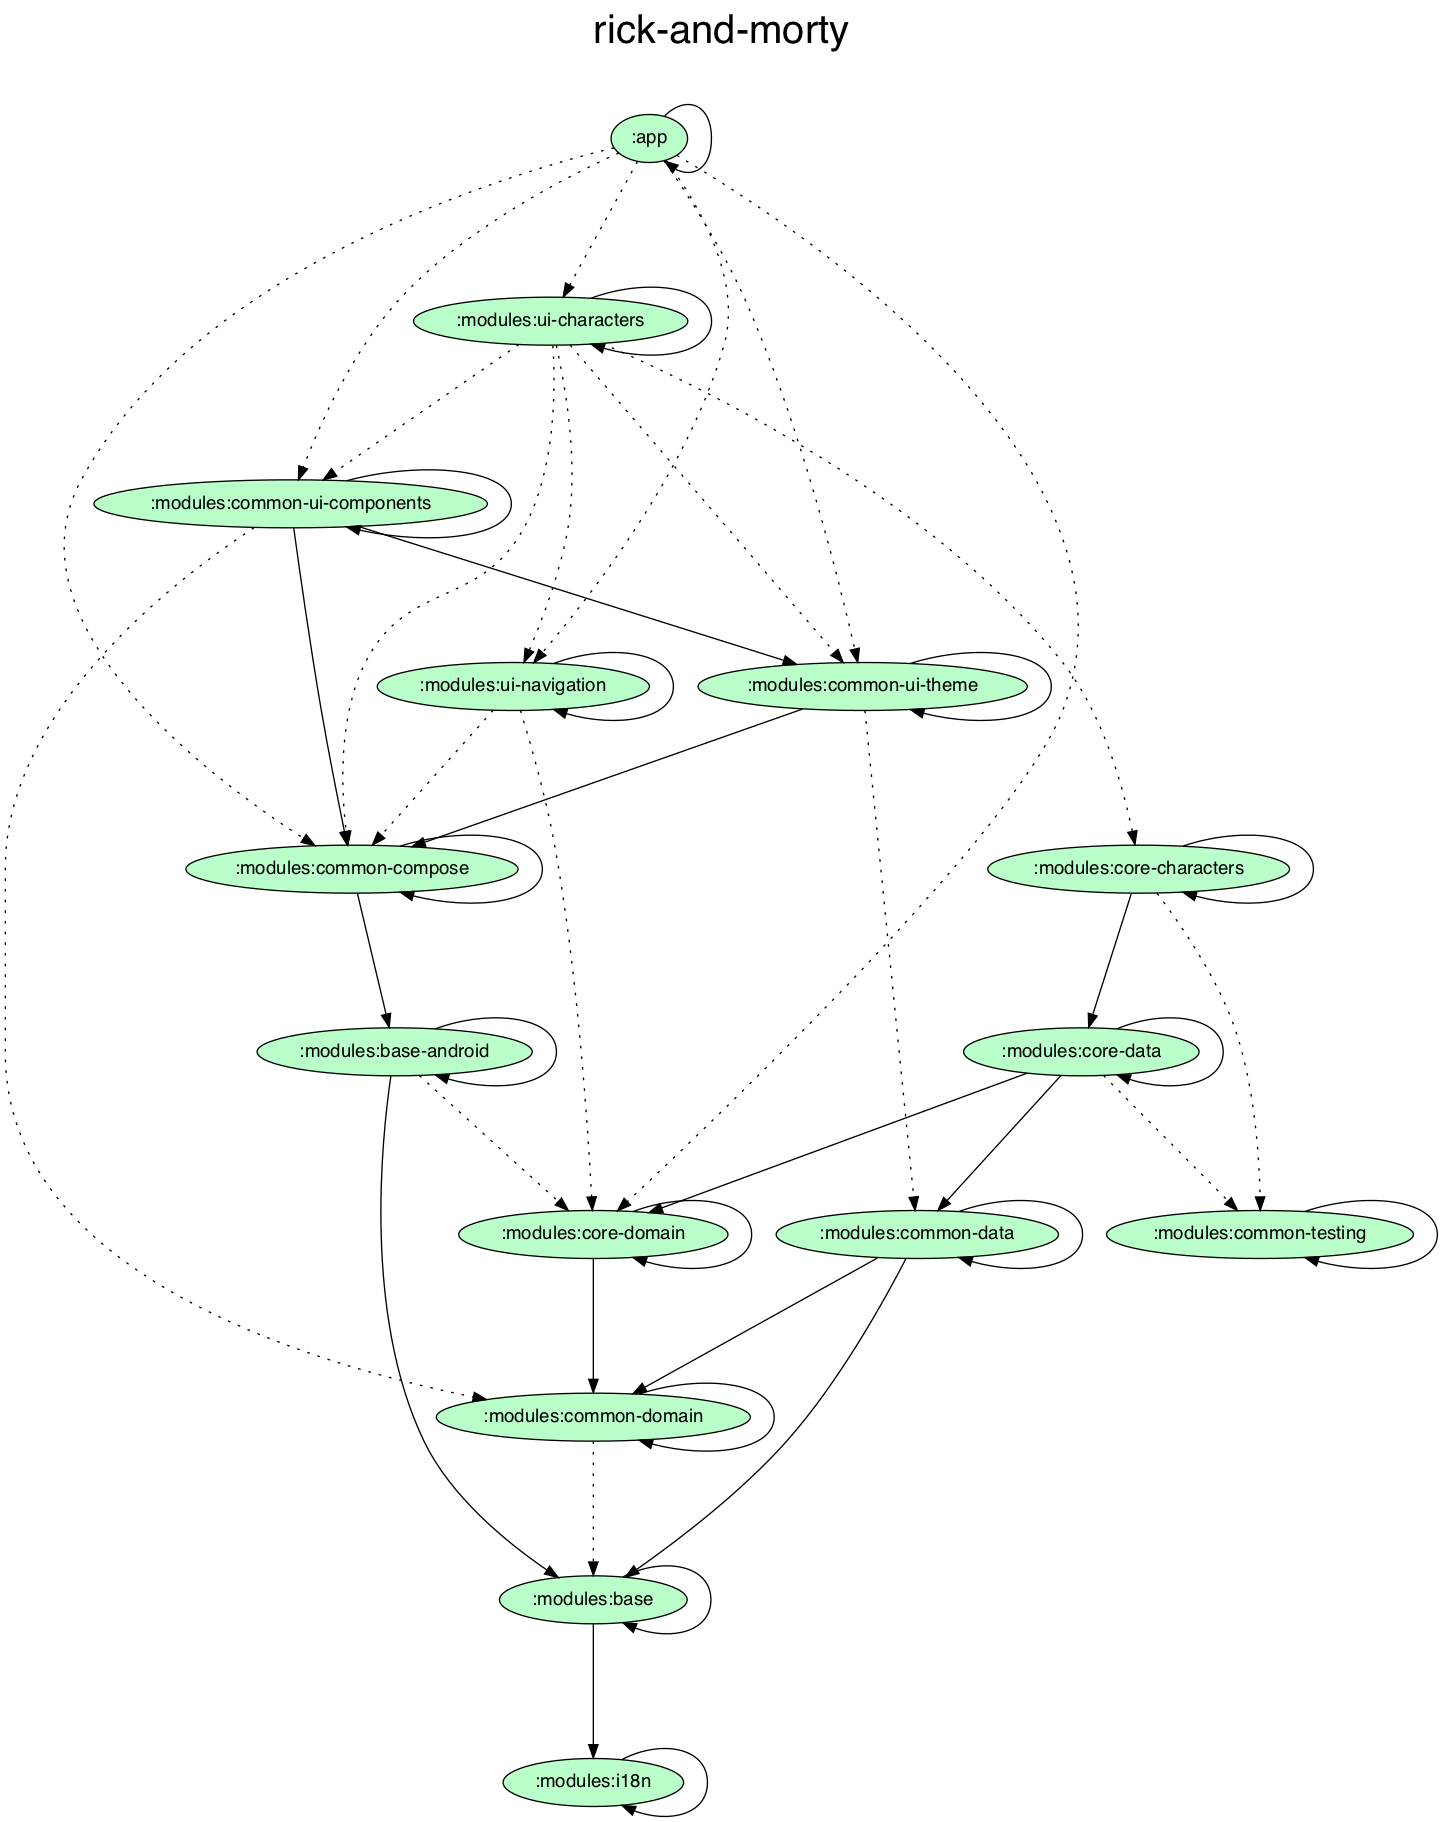 rick-and-morty
:app
:modules:ui-characters
:modules:common-ui-components
:modules:ui-navigation
:modules:common-ui-theme
:modules:common-compose
:modules:core-characters
:modules:base-android
:modules:core-data
:modules:core-domain
:modules:common-data
:modules:common-testing
:modules:common-domain
:modules:base
:modules:i18n